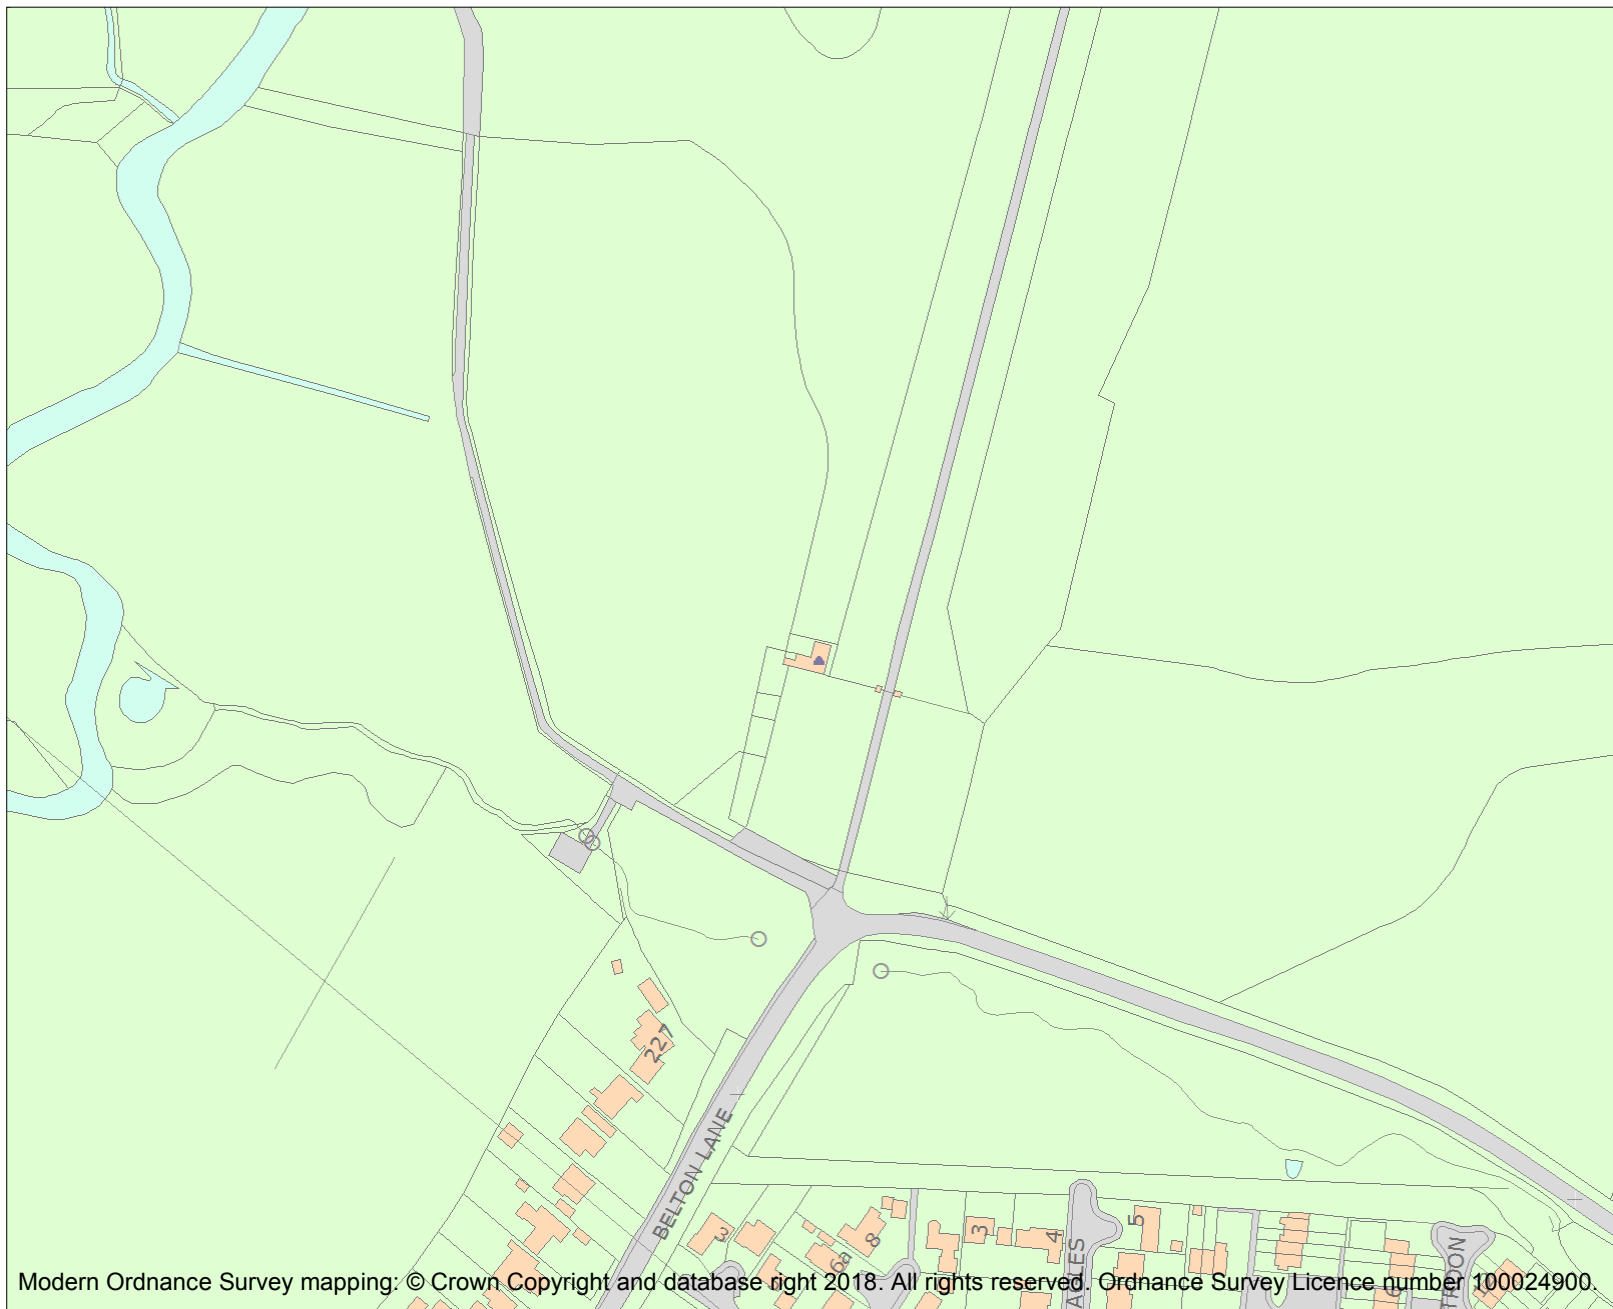 227
BELTON LANE
3
6a
8
3
4
5
6
Modern Ordnance Survey mapping: © Crown Copyright and database right 2018. All rights reserved. Ordnance Survey Licence number 100024900.